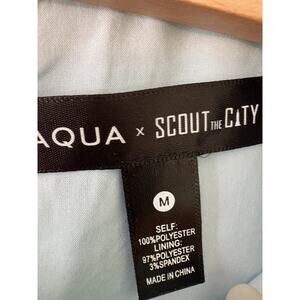 AQUA × SCOUT THE CITY
M
SELF:
100%POLYESTER
LINING:
97%POLYESTER
3%SPANDEX
MADE IN CHINA